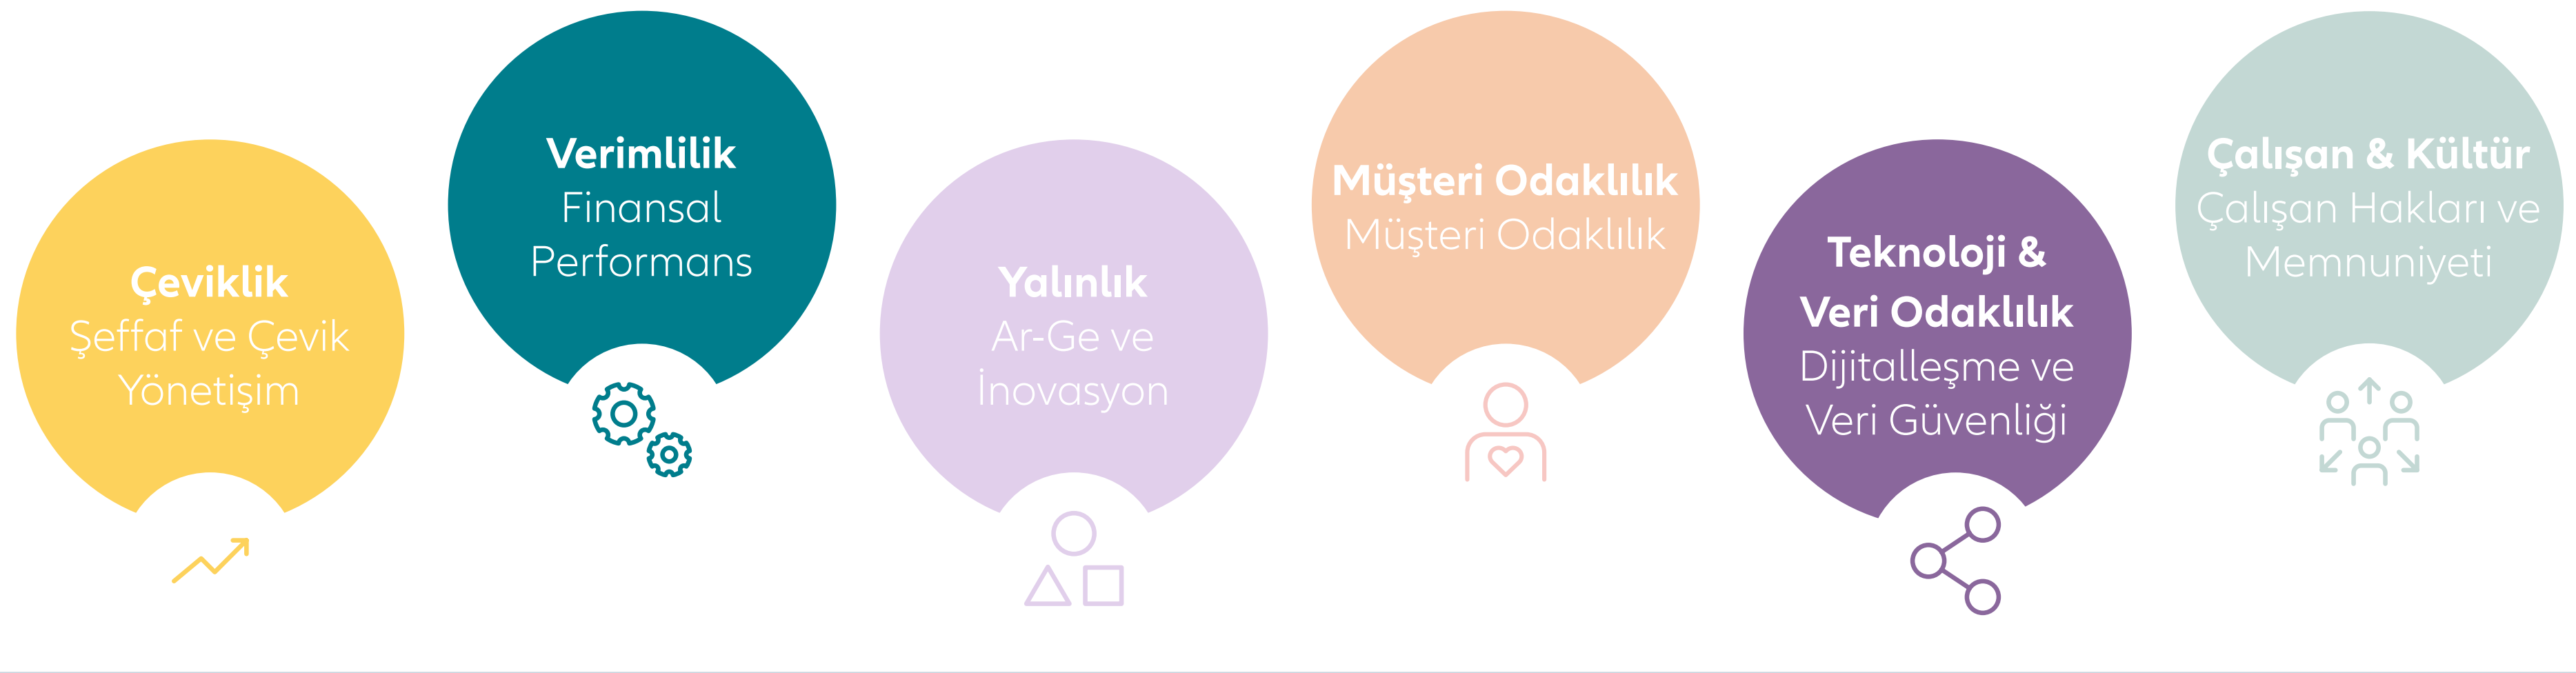 Çeviklik
Şeffaf ve Çevik
Yönetişim
Verimlilik
Finansal
Performans
Yalınlık
Ar-Ge ve
İnovasyon
Müşteri Odaklılık
Müşteri Odaklılık
Teknoloji &
Veri Odaklılık
Dijitalleşme ve
Veri Güvenliği
Çalışan & Kültür
Çalışan Hakları ve
Memnuniyeti